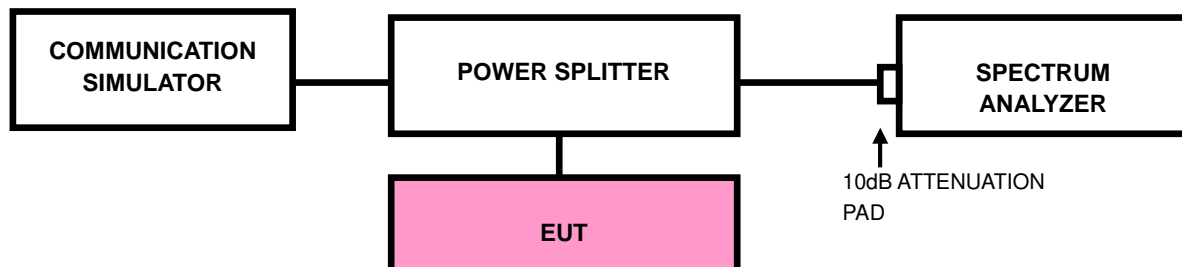 COMMUNICATION
SIMULATOR
POWER SPLITTER
SPECTRUM
ANALYZER
10dB ATTENUATION
PAD
EUT